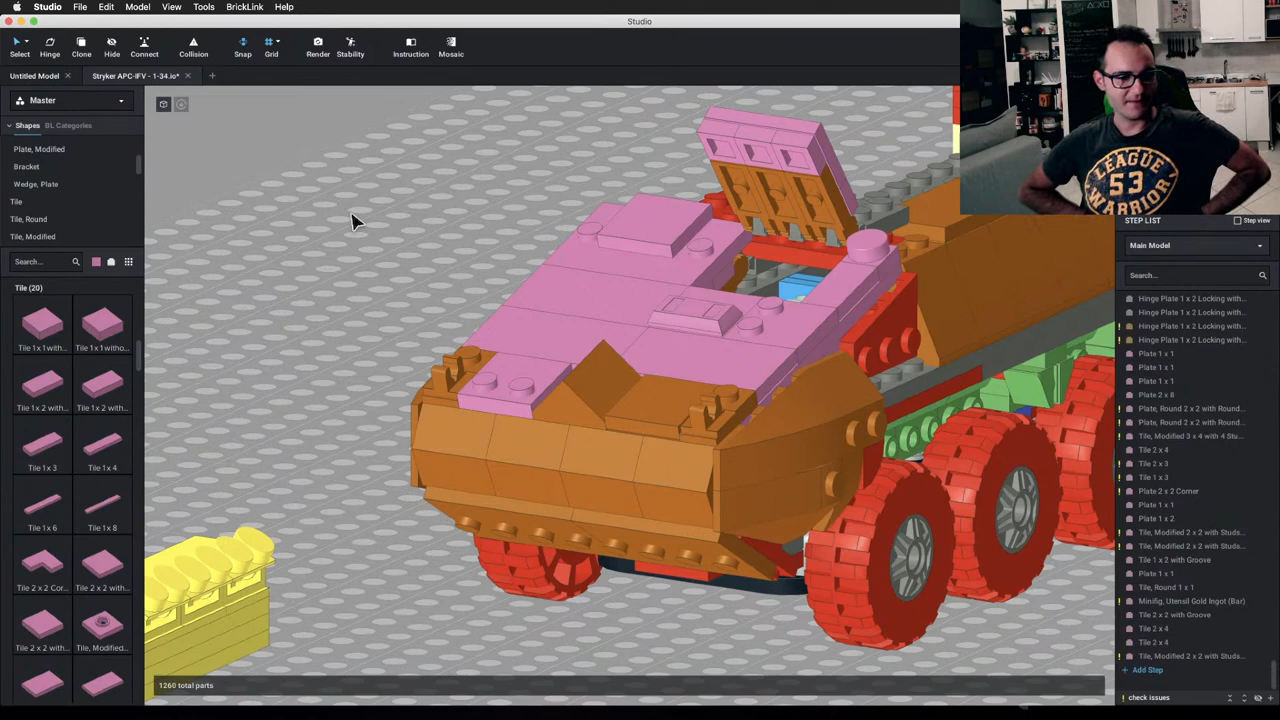 Studio File Edit Model View Tools BrickLink Help
Studio
Select Hinge Clone Hide Connect Collision Snap Grid Render Stability Instruction Mosaic
Untitled Model Stryker APC-IFV - 1-34.io*
Master
Shapes BL Categories
Plate, Modified
Bracket
Wedge, Plate
Tile
Tile, Round
Tile, Modified
Search...
Tile (20)
Tile 1x1 with... Tile 1x1 witho...
Tile 1x 2 with... Tile 1x 2 with...
Tile 1x 3 Tile 1x 4
Tile 1x 6 Tile 1x 8
Tile 2 x 2 Cor... Tile 2 x 2 with...
Tile 2 x 2 with... Tile, Modified...
1260 total parts
LEAGUE
53
WARRIOR
STEP LIST Step view
Main Model
Search...
Hinge Plate 1 x 2 Locking with...
Hinge Plate 1 x 2 Locking with...
Hinge Plate 1 x 2 Locking with...
Hinge Plate 1 x 2 Locking with...
Plate 1 x 1
Plate 1 x 1
Plate 1 x 1
Plate 2 x 8
Plate, Round 2 x 2 with Round...
Plate, Round 2 x 2 with Round...
Tile, Modified 3 x 4 with 4 Stu...
Tile 2 x 4
Tile 2 x 3
Tile 1 x 3
Plate 2 x 2 Corner
Plate 1 x 1
Plate 1 x 2
Tile, Modified 2 x 2 with Studs...
Tile, Modified 2 x 2 with Studs...
Tile 1 x 2 with Groove
Plate 1 x 1
Tile, Round 1 x 1
Minifig, Utensil Gold Ingot (Bar)
Tile 2 x 2 with Groove
Tile 2 x 4
Tile 2 x 4
Tile, Modified 2 x 2 with Studs...
+ Add Step
! check issues